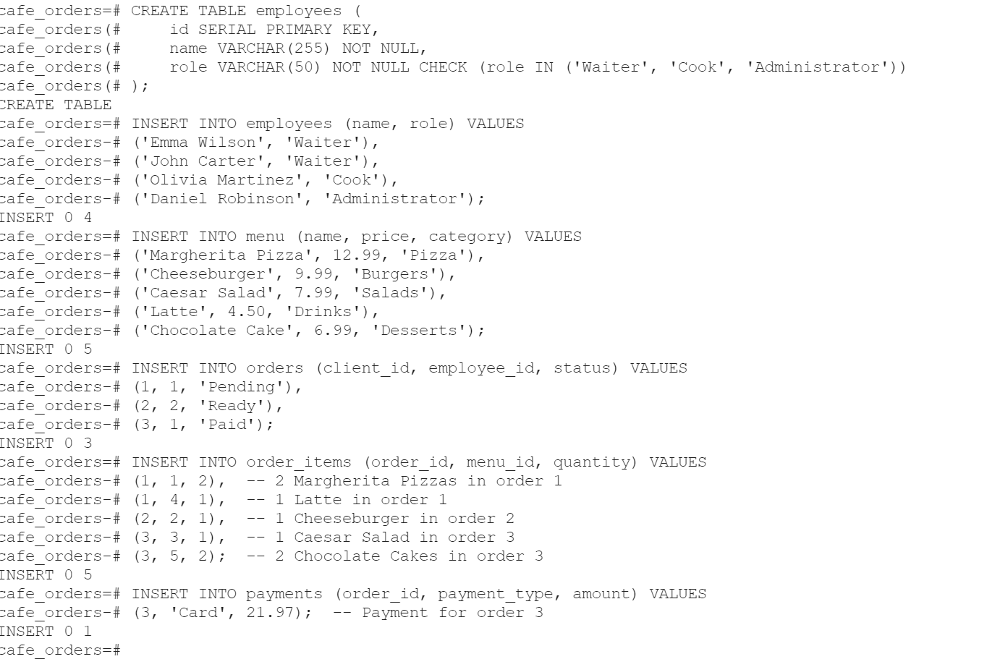 cafe_orders=# CREATE TABLE employees (
cafe_orders(#     id SERIAL PRIMARY KEY,
cafe_orders(#     name VARCHAR(255) NOT NULL,
cafe_orders(#     role VARCHAR(50) NOT NULL CHECK (role IN ('Waiter', 'Cook', 'Administrator'))
cafe_orders(# );
CREATE TABLE
cafe_orders=# INSERT INTO employees (name, role) VALUES
cafe_orders-# ('Emma Wilson', 'Waiter'),
cafe_orders-# ('John Carter', 'Waiter'),
cafe_orders-# ('Olivia Martinez', 'Cook'),
cafe_orders-# ('Daniel Robinson', 'Administrator');
INSERT 0 4
cafe_orders=# INSERT INTO menu (name, price, category) VALUES
cafe_orders-# ('Margherita Pizza', 12.99, 'Pizza'),
cafe_orders-# ('Cheeseburger', 9.99, 'Burgers'),
cafe_orders-# ('Caesar Salad', 7.99, 'Salads'),
cafe_orders-# ('Latte', 4.50, 'Drinks'),
cafe_orders-# ('Chocolate Cake', 6.99, 'Desserts');
INSERT 0 5
cafe_orders=# INSERT INTO orders (client_id, employee_id, status) VALUES
cafe_orders-# (1, 1, 'Pending'),
cafe_orders-# (2, 2, 'Ready'),
cafe_orders-# (3, 1, 'Paid');
INSERT 0 3
cafe_orders=# INSERT INTO order_items (order_id, menu_id, quantity) VALUES
cafe_orders-# (1, 1, 2),  -- 2 Margherita Pizzas in order 1
cafe_orders-# (1, 4, 1),  -- 1 Latte in order 1
cafe_orders-# (2, 2, 1),  -- 1 Cheeseburger in order 2
cafe_orders-# (3, 3, 1),  -- 1 Caesar Salad in order 3
cafe_orders-# (3, 5, 2);  -- 2 Chocolate Cakes in order 3
INSERT 0 5
cafe_orders=# INSERT INTO payments (order_id, payment_type, amount) VALUES
cafe_orders-# (3, 'Card', 21.97);  -- Payment for order 3
INSERT 0 1
cafe_orders=#